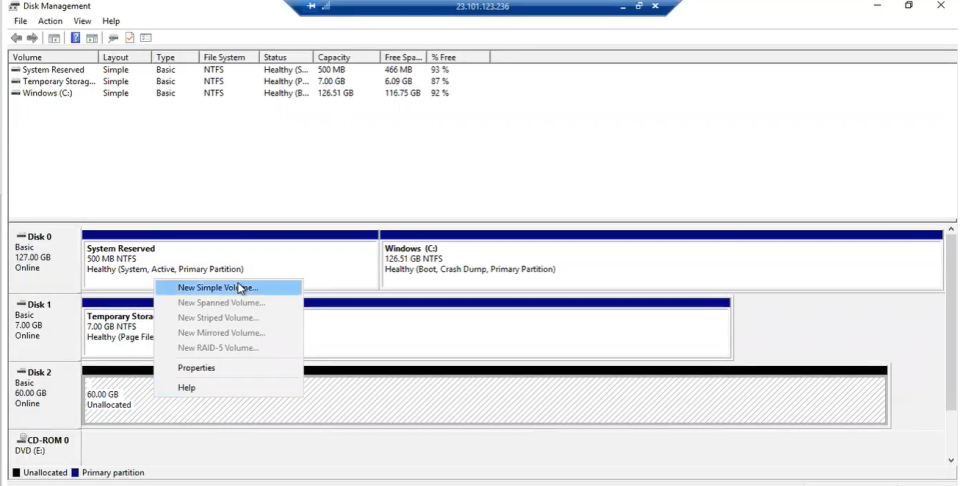 Disk Management
23.101.123.236
File Action View Help
Volume Layout Type File System Status Capacity Free Spa... % Free
System Reserved Simple Basic NTFS Healthy (S... 500 MB 466 MB 93 %
Temporary Storag... Simple Basic NTFS Healthy (P... 7.00 GB 6.09 GB 87 %
Windows (C:) Simple Basic NTFS Healthy (B... 126.51 GB 116.75 GB 92 %
Disk 0
Basic
127.00 GB
Online
System Reserved
500 MB NTFS
Healthy (System, Active, Primary Partition)
Windows (C:)
126.51 GB NTFS
Healthy (Boot, Crash Dump, Primary Partition)
New Simple Volume...
New Spanned Volume...
New Striped Volume...
New Mirrored Volume...
New RAID-5 Volume...
Properties
Help
Disk 1
Basic
7.00 GB
Online
Temporary Stora
7.00 GB NTFS
Healthy (Page File
Disk 2
Basic
60.00 GB
Online
60.00 GB
Unallocated
CD-ROM 0
DVD (E:)
Unallocated Primary partition